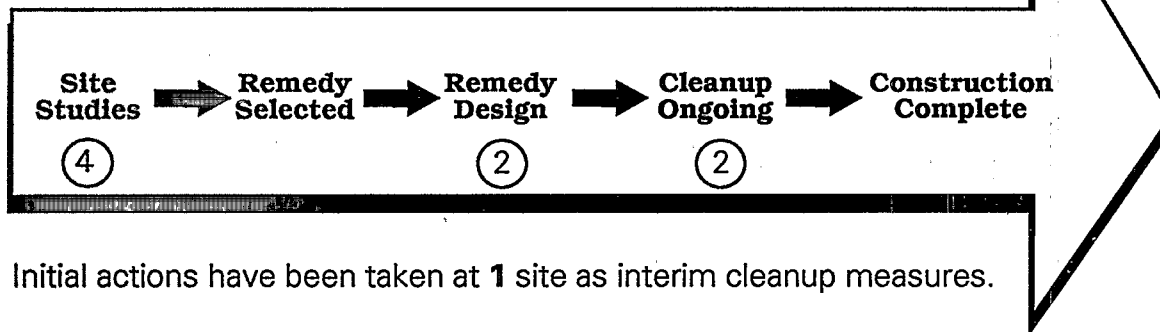 Site Studies
Remedy Selected
Remedy Design
Cleanup Ongoing
Construction Complete
4
2
2
Initial actions have been taken at 1 site as interim cleanup measures.